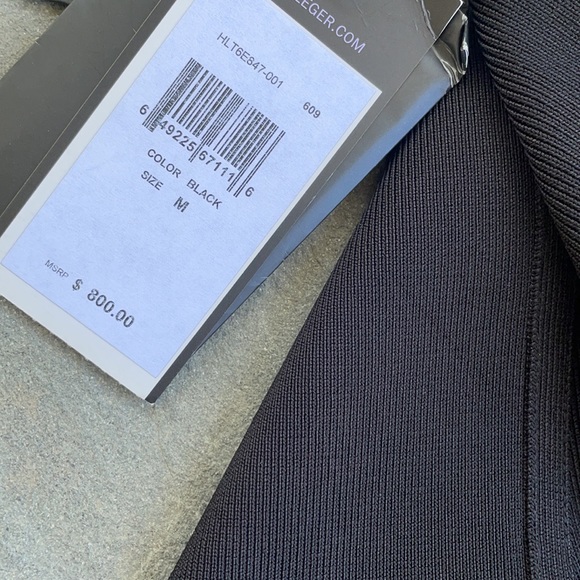 LEGER.COM
HLT6E847-001
609
6 49225 67111 6
COLOR BLACK
SIZE M
MSRP $ 800.00